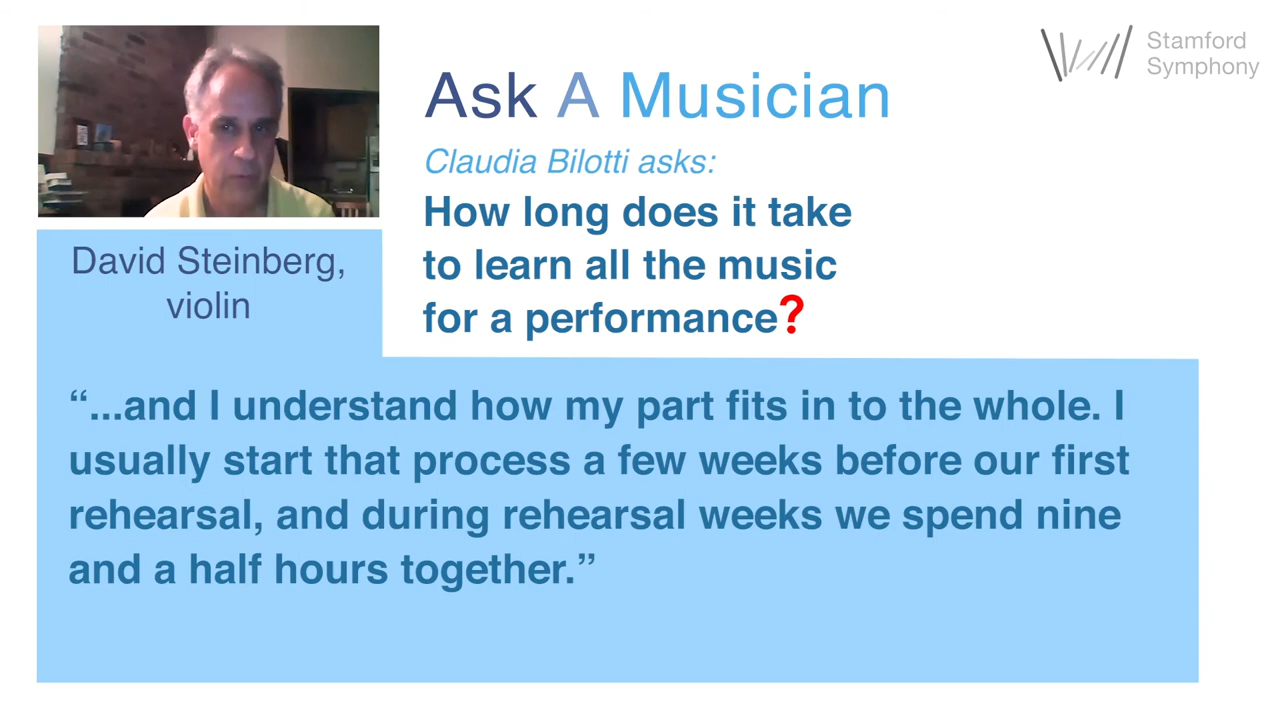 Stamford
Symphony
Ask A Musician
Claudia Bilotti asks:
How long does it take
to learn all the music
for a performance?
David Steinberg,
violin
“...and I understand how my part fits in to the whole. I
usually start that process a few weeks before our first
rehearsal, and during rehearsal weeks we spend nine
and a half hours together.”